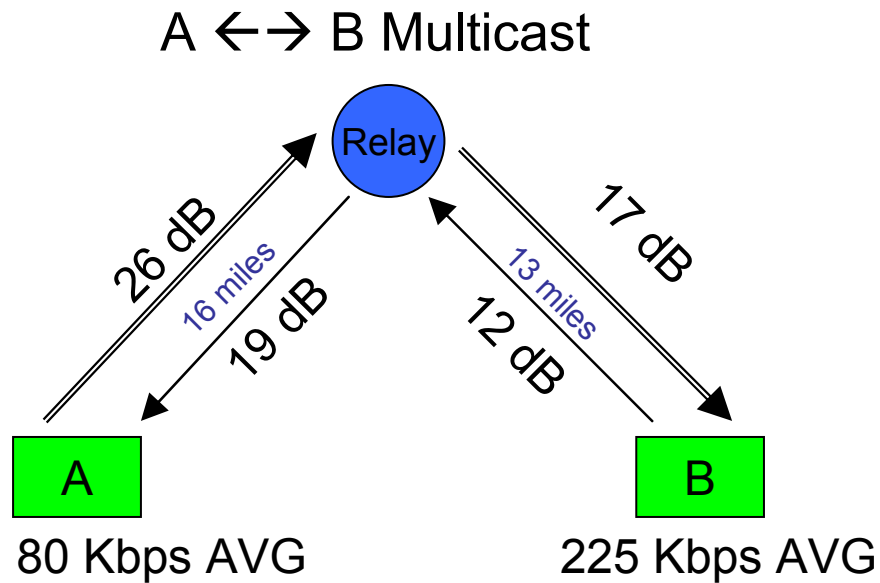 A ←→ B Multicast
Relay
26 dB
16 miles
19 dB
17 dB
13 miles
12 dB
A
B
80 Kbps AVG
225 Kbps AVG